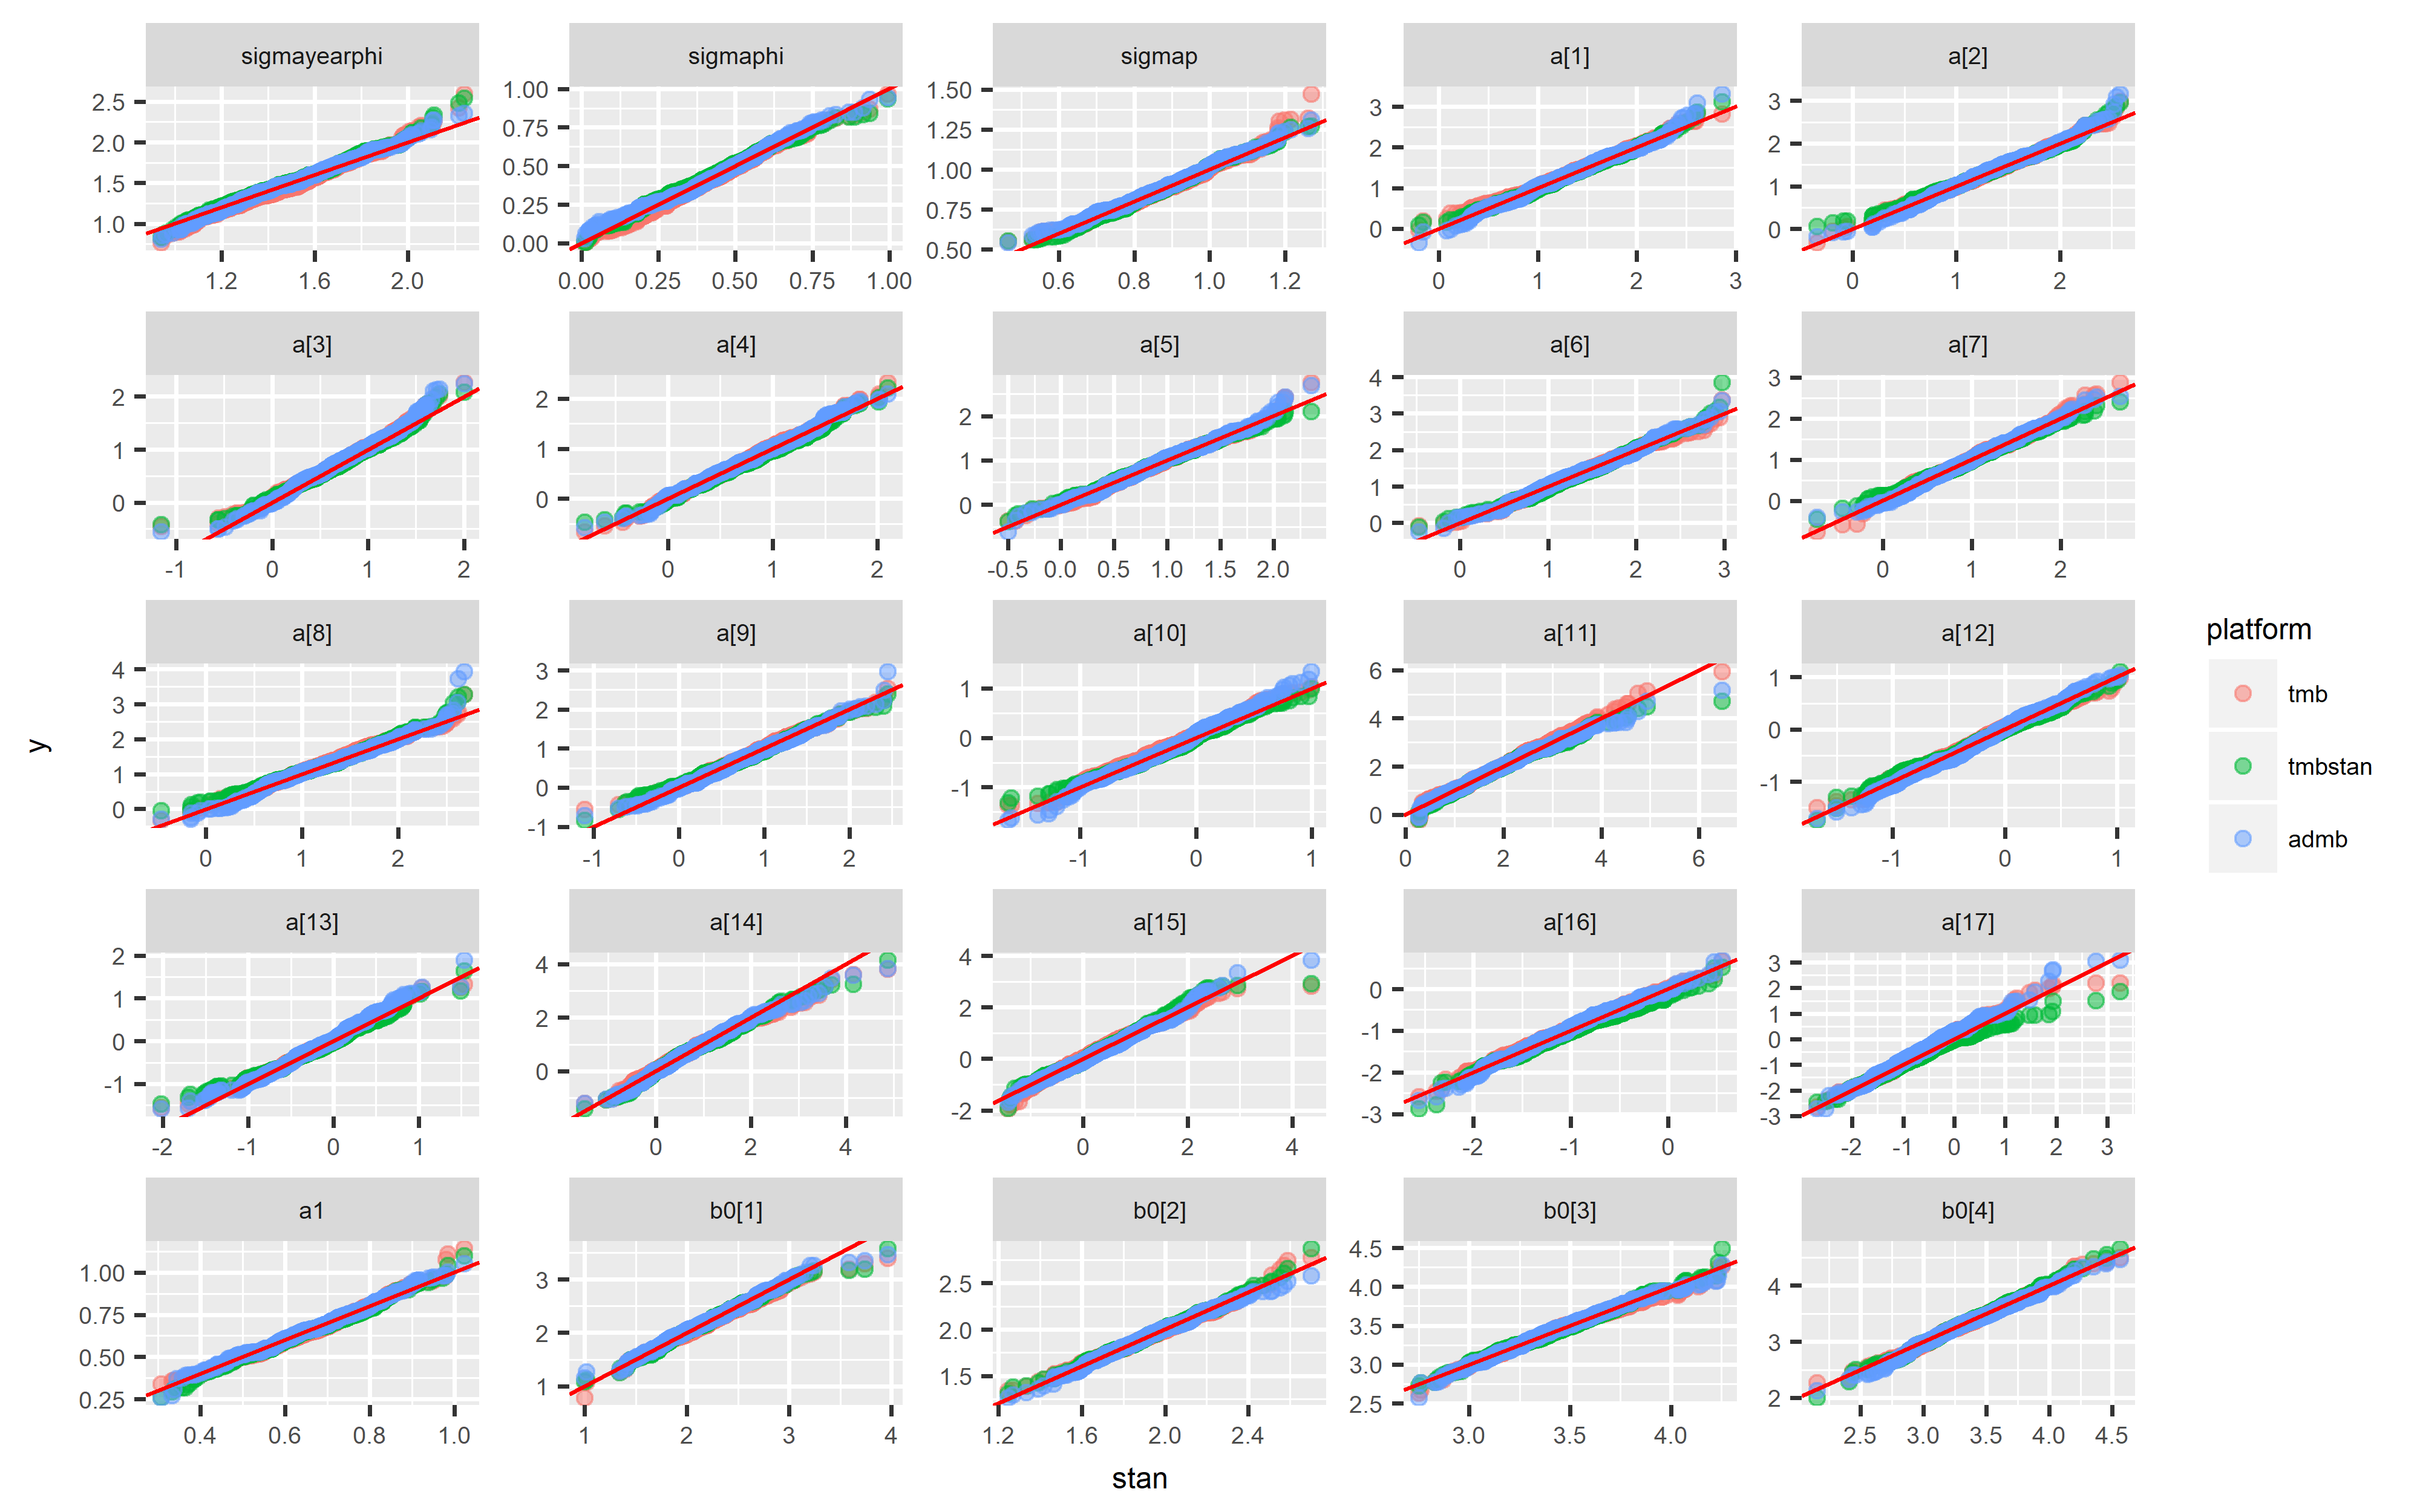 sigmayearphi sigmaphi sigmap a[1] a[2]
2.5 2.0 1.5 1.0
1.00 0.75 0.50 0.25 0.00
1.50 1.25 1.00 0.75 0.50
3 2 1 0
3 2 1 0
1.2 1.6 2.0
0.00 0.25 0.50 0.75 1.00
0.6 0.8 1.0 1.2
0 1 2 3
0 1 2
a[3] a[4] a[5] a[6] a[7]
2 1 0
2 1 0
2 1 0
4 3 2 1 0
3 2 1 0
-1 0 1 2
0 1 2
-0.5 0.0 0.5 1.0 1.5 2.0
0 1 2 3
0 1 2
a[8] a[9] a[10] a[11] a[12]
4 3 2 1 0
3 2 1 0 -1
1 0 -1
6 4 2 0
1 0 -1
0 1 2
-1 0 1 2
-1 0 1
0 2 4 6
-1 0 1
a[13] a[14] a[15] a[16] a[17]
2 1 0 -1
4 2 0
4 2 0 -2
0 -1 -2 -3
3 2 1 0 -1 -2 -3
-2 -1 0 1
0 2 4
0 2 4
-2 -1 0
-2 -1 0 1 2 3
a1 b0[1] b0[2] b0[3] b0[4]
1.00 0.75 0.50 0.25
3 2 1
2.5 2.0 1.5
4.5 4.0 3.5 3.0 2.5
4 3 2
0.4 0.6 0.8 1.0
1 2 3 4
1.2 1.6 2.0 2.4
3.0 3.5 4.0
2.5 3.0 3.5 4.0 4.5
stan
y
platform
tmb
tmbstan
admb